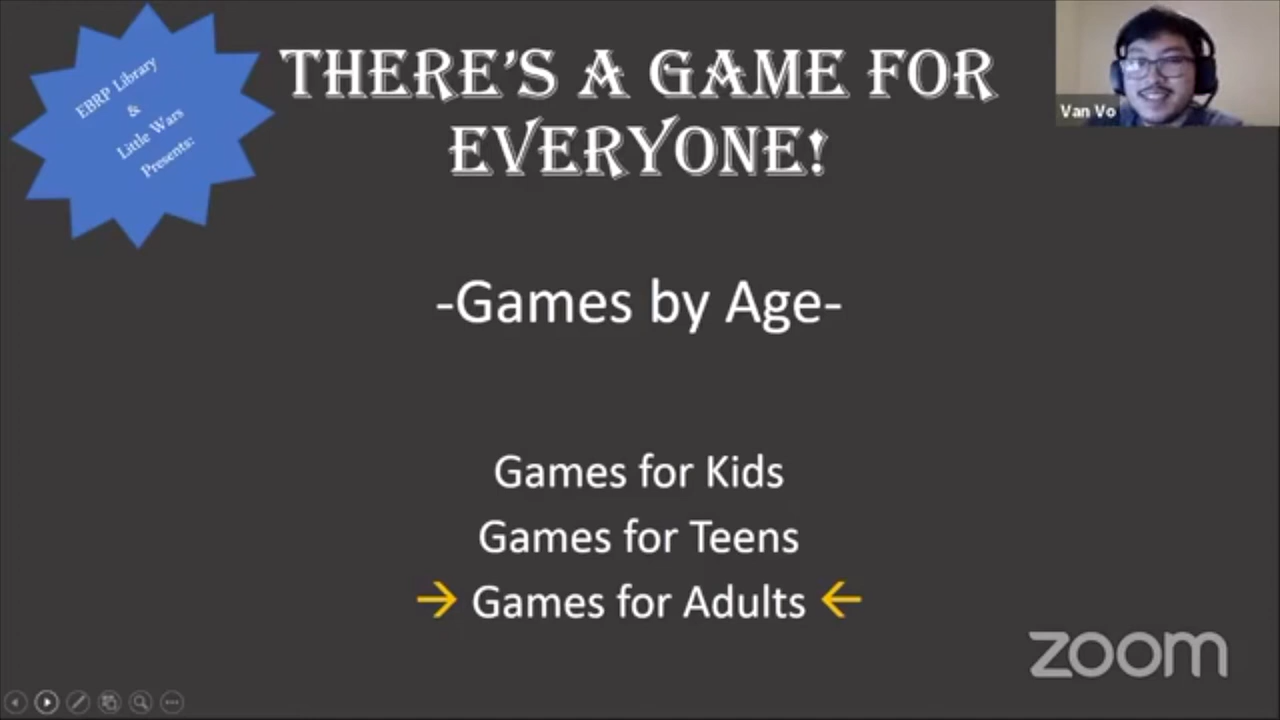 EBRP Library
&
Little Wars
Presents:
THERE'S A GAME FOR
EVERYONE!
Van Vo
-Games by Age-
Games for Kids
Games for Teens
→ Games for Adults ←
zoom